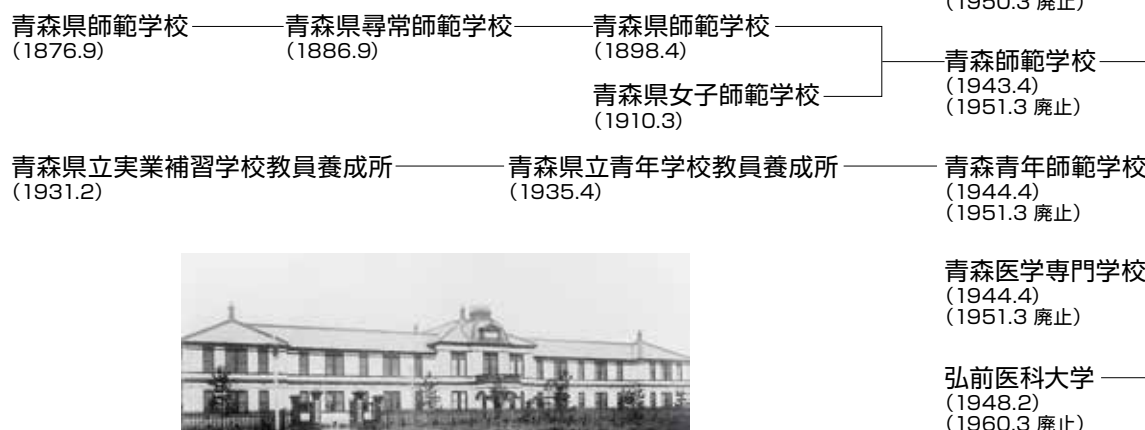 (1950.3 廃止)
青森県師範学校
(1876.9)
青森県尋常師範学校
(1886.9)
青森県師範学校
(1898.4)
青森県女子師範学校
(1910.3)
青森師範学校
(1943.4)
(1951.3 廃止)
青森県立実業補習学校教員養成所
(1931.2)
青森県立青年学校教員養成所
(1935.4)
青森青年師範学校
(1944.4)
(1951.3 廃止)
青森医学専門学校
(1944.4)
(1951.3 廃止)
弘前医科大学
(1948.2)
(1960.3 廃止)